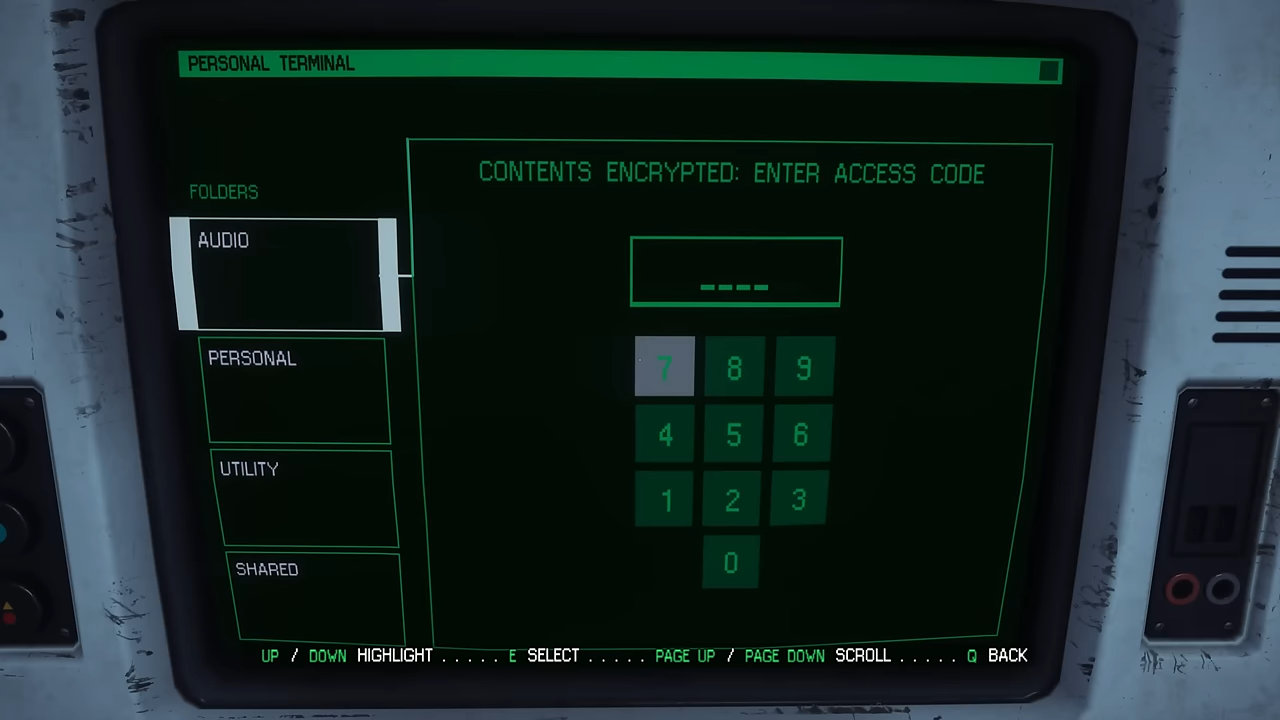 PERSONAL TERMINAL
CONTENTS ENCRYPTED: ENTER ACCESS CODE
FOLDERS
AUDIO
PERSONAL
UTILITY
SHARED
_ _ _ _
7 8 9
4 5 6
1 2 3
0
UP / DOWN HIGHLIGHT ..... E SELECT ...... PAGE UP / PAGE DOWN SCROLL ...... Q BACK